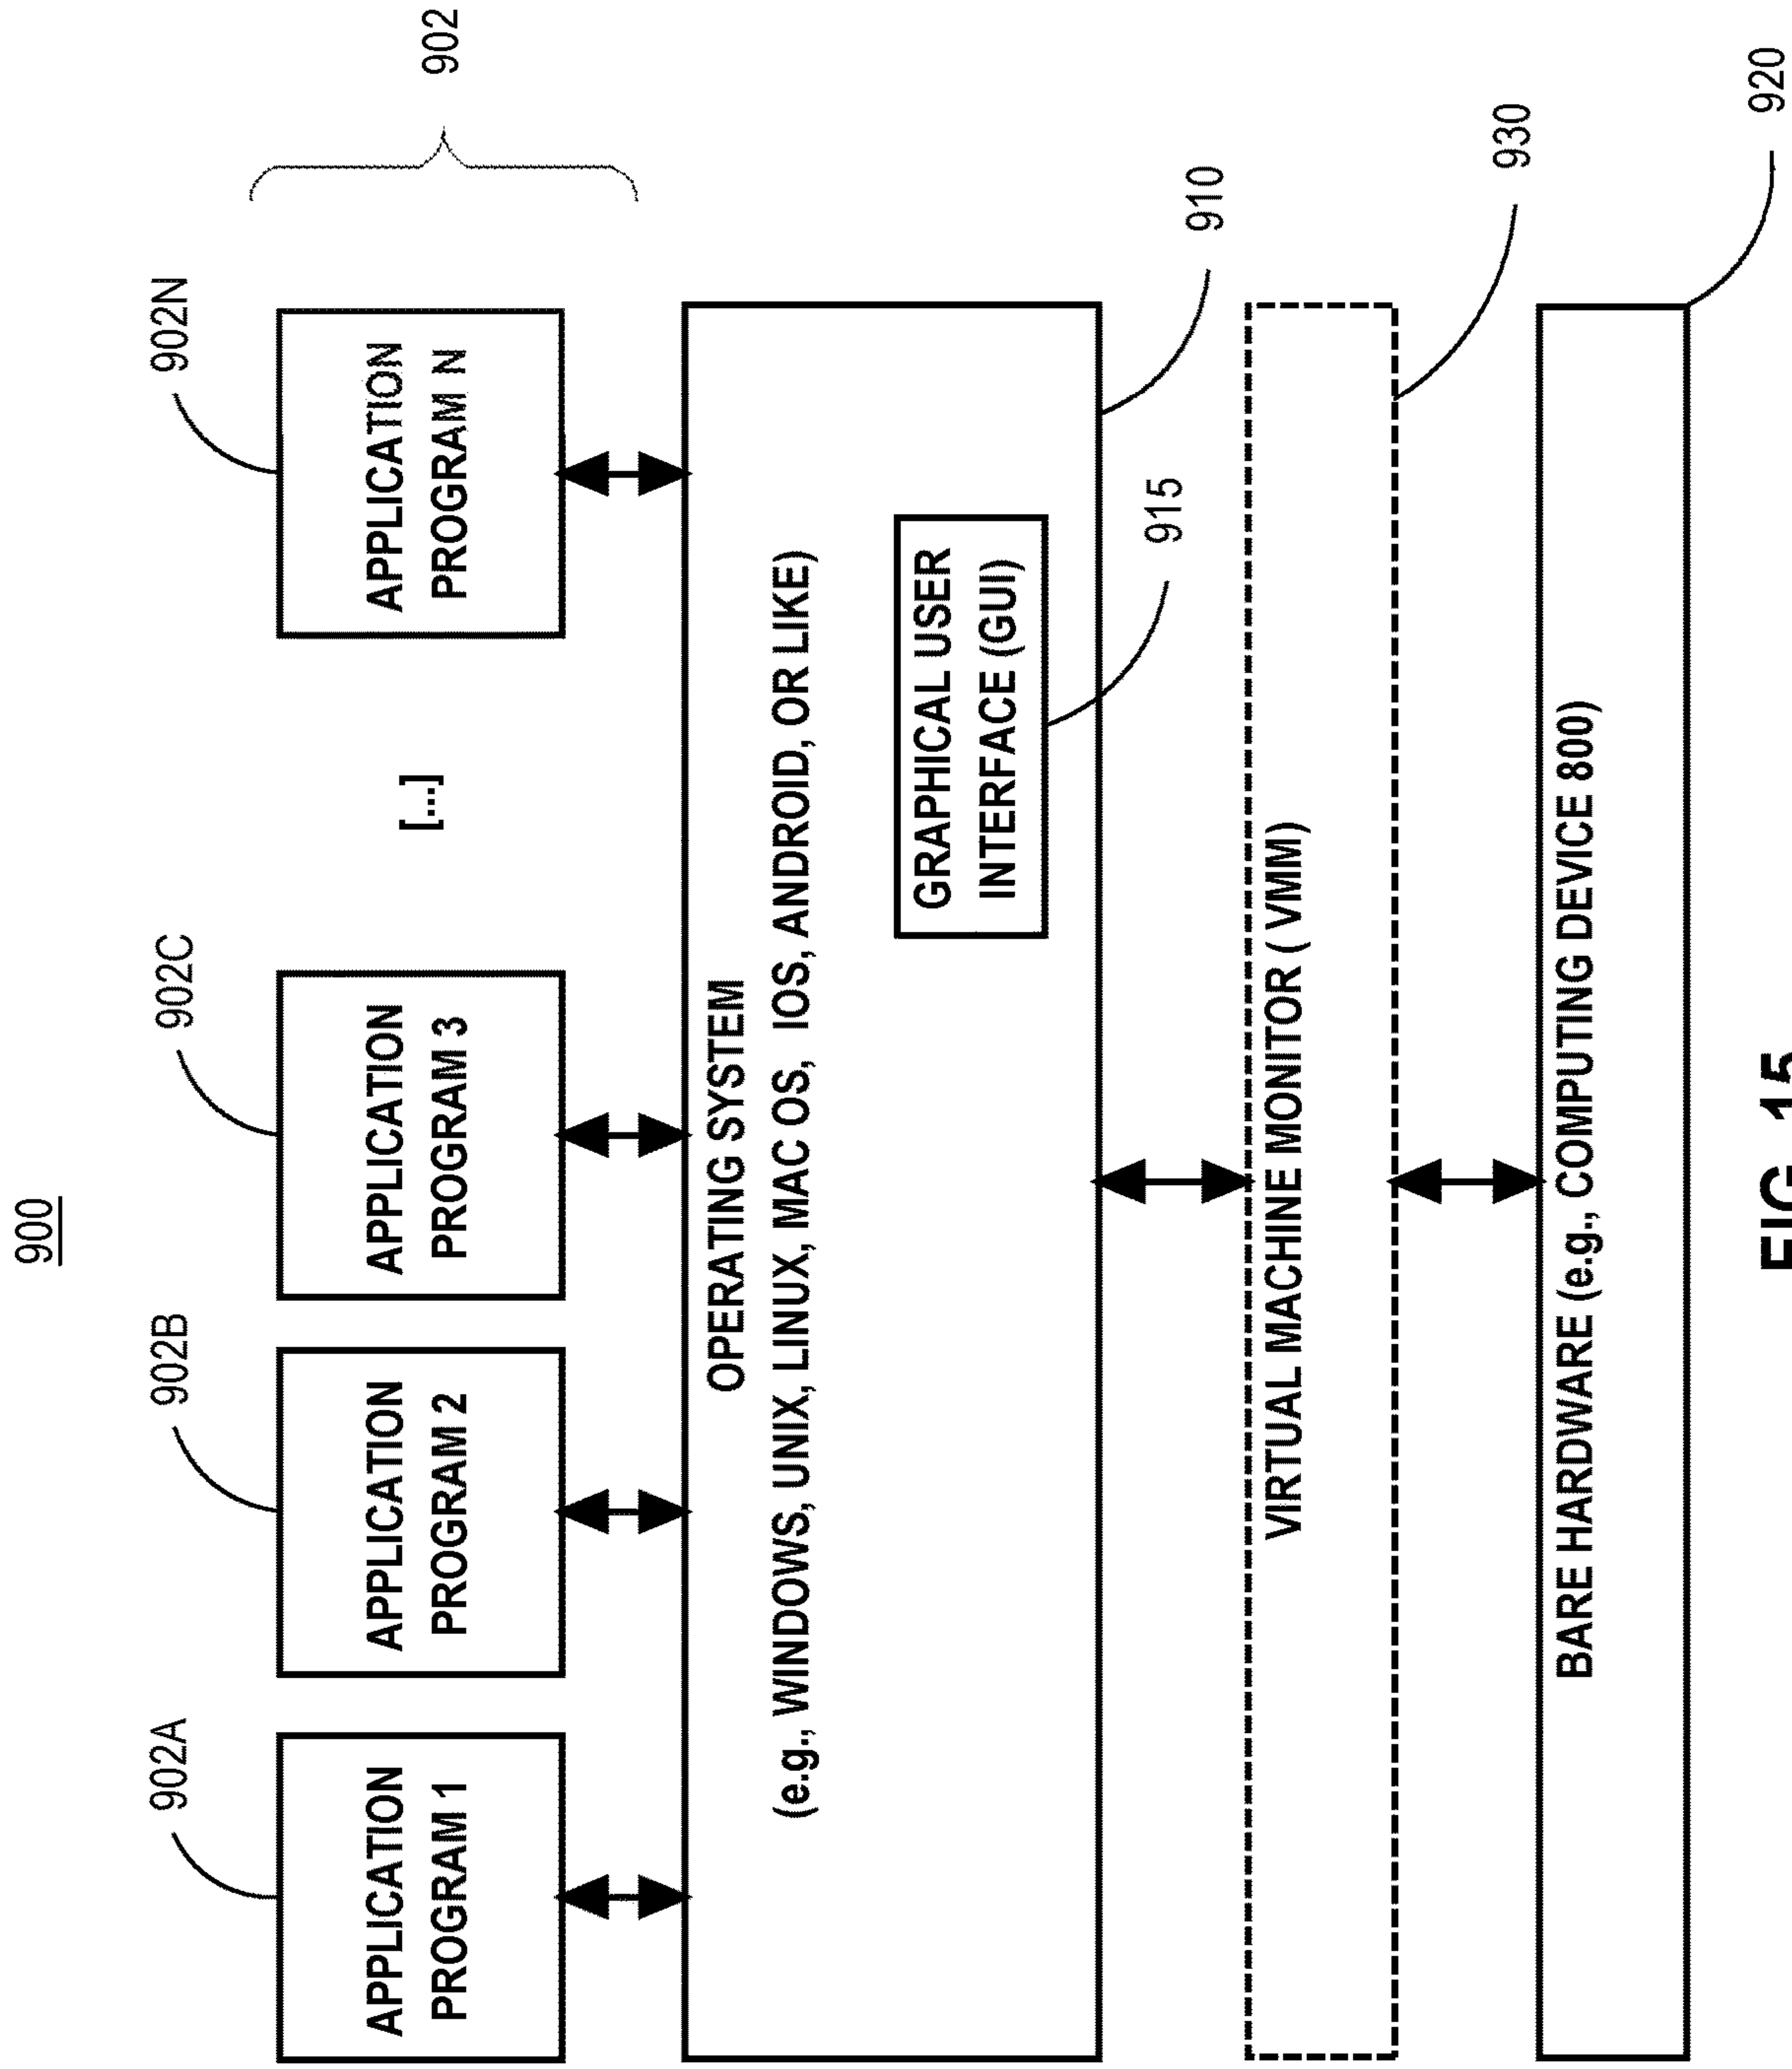 900
902A
902B
902C
902N
902
APPLICATION
PROGRAM 1
APPLICATION
PROGRAM 2
APPLICATION
PROGRAM 3
[...]
APPLICATION
PROGRAM N
OPERATING SYSTEM
(e.g., WINDOWS, UNIX, LINUX, MAC OS, IOS, ANDROID, OR LIKE)
GRAPHICAL USER
INTERFACE (GUI)
910
915
VIRTUAL MACHINE MONITOR ( VMM)
930
BARE HARDWARE (e.g., COMPUTING DEVICE 800)
920
FIG. 15